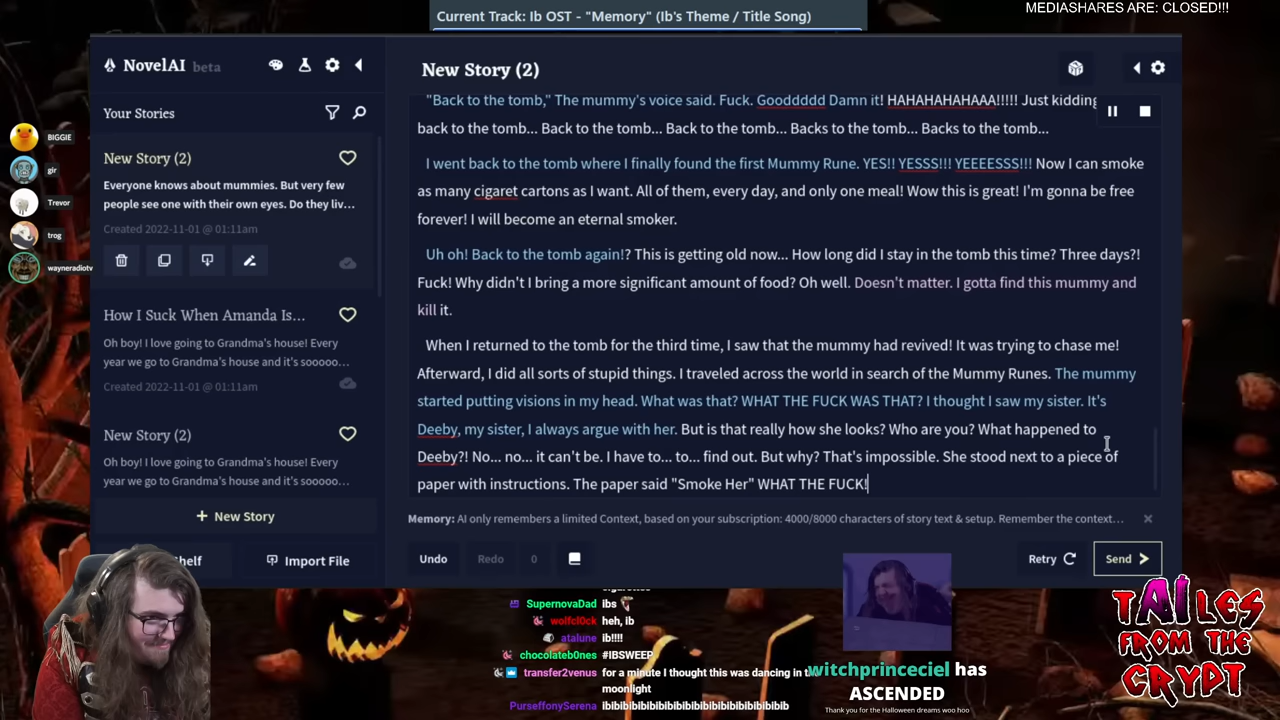 Current Track: Ib OST - "Memory" (Ib's Theme / Title Song)
MEDIASHARES ARE: CLOSED!!!
NovelAI beta
New Story (2)
Your Stories
BIGGIE
gir
Trevor
trog
wayneradiotv
New Story (2)
Everyone knows about mummies. But very few
people see one with their own eyes. Do they liv...
Created 2022-11-01 @ 01:11am
How I Suck When Amanda Is...
Oh boy! I love going to Grandma's house! Every
year we go to Grandma's house and it's sooooo...
Created 2022-11-01 @ 01:11am
New Story (2)
Oh boy! I love going to Grandma's house! Every
year we go to Grandma's house and it's sooooo...
+ New Story
helf
Import File
"Back to the tomb," The mummy's voice said. Fuck. Gooddddd Damn it! HAHAHAHAHAAA!!!!! Just kidding
back to the tomb... Back to the tomb... Back to the tomb... Backs to the tomb... Backs to the tomb...
I went back to the tomb where I finally found the first Mummy Rune. YES!! YESSS!!! YEEEESSS!!! Now I can smoke
as many cigaret cartons as I want. All of them, every day, and only one meal! Wow this is great! I'm gonna be free
forever! I will become an eternal smoker.
Uh oh! Back to the tomb again!? This is getting old now... How long did I stay in the tomb this time? Three days?!
Fuck! Why didn't I bring a more significant amount of food? Oh well. Doesn't matter. I gotta find this mummy and
kill it.
When I returned to the tomb for the third time, I saw that the mummy had revived! It was trying to chase me!
Afterward, I did all sorts of stupid things. I traveled across the world in search of the Mummy Runes. The mummy
started putting visions in my head. What was that? WHAT THE FUCK WAS THAT? I thought I saw my sister. It's
Deeby, my sister, I always argue with her. But is that really how she looks? Who are you? What happened to
Deeby?! No... no... it can't be. I have to... to... find out. But why? That's impossible. She stood next to a piece of
paper with instructions. The paper said "Smoke Her" WHAT THE FUCK!
Memory: AI only remembers a limited Context, based on your subscription: 4000/8000 characters of story text & setup. Remember the context...
Undo
Redo
0
Retry
Send
SupernovaDad ibs
wolfcl0ck heh, ib
atalune ib!!!!
chocolateb0nes #IBSWEEP
transfer2venus for a minute I thought this was dancing in t
moonlight
PurseffonySerena ibibibibibibibibibibibibibibibibibibibib
witchprinceciel has
ASCENDED
Thank you for the Halloween dreams woo hoo
TAILES
FROM THE
CRYPT